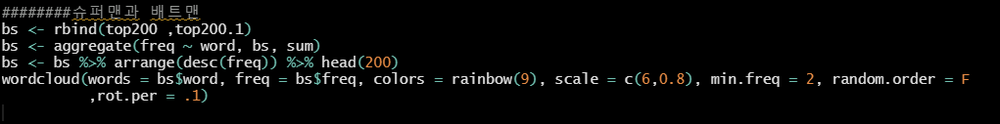 ########슈퍼맨과 배트맨
bs <- rbind(top200 ,top200.1)
bs <- aggregate(freq ~ word, bs, sum)
bs <- bs %>% arrange(desc(freq)) %>% head(200)
wordcloud(words = bs$word, freq = bs$freq, colors = rainbow(9), scale = c(6,0.8), min.freq = 2, random.order = F
,rot.per = .1)